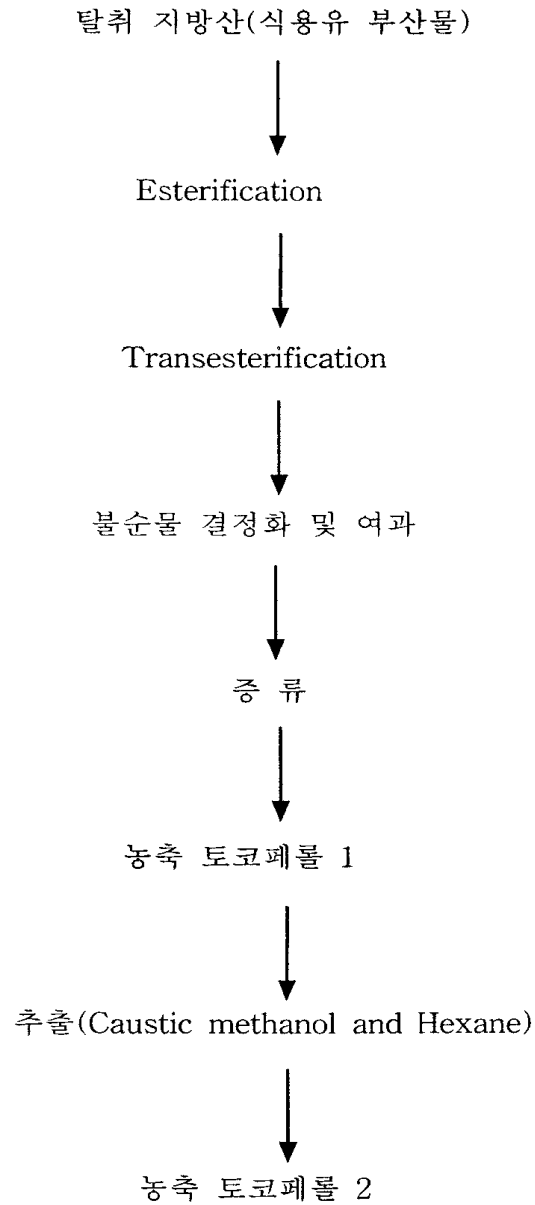 탈취 지방산(식용유 부산물)
Esterification
Transesterification
불순물 결정화 및 여과
증 류
농축 토코페롤 1
추출(Caustic methanol and Hexane)
농축 토코페롤 2